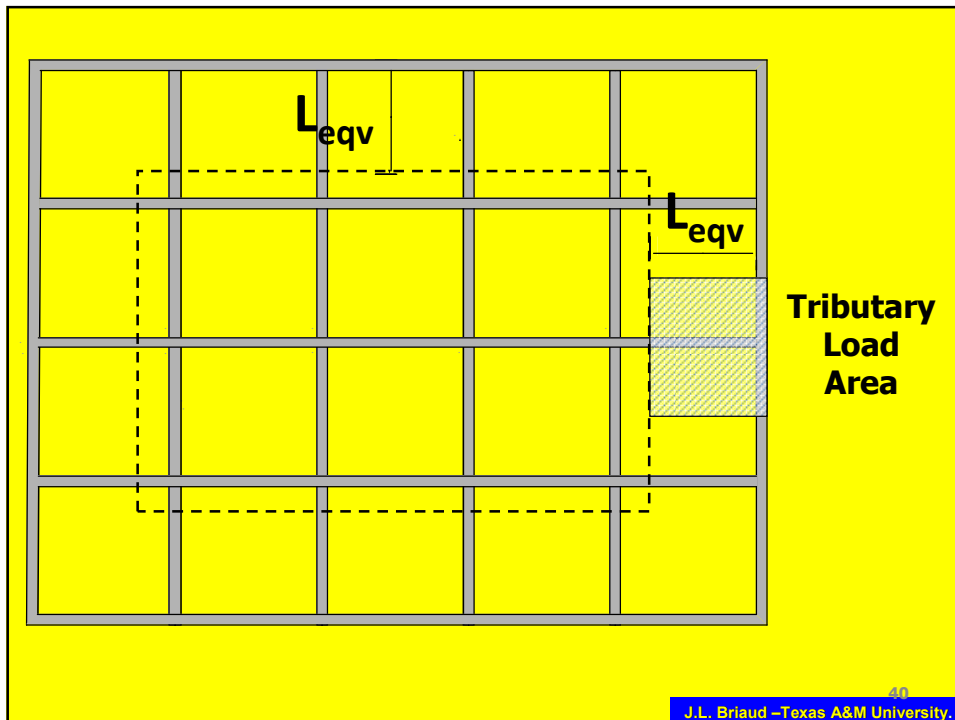 Leqv
Leqv
Tributary
Load
Area
40
J.L. Briaud –Texas A&M University.